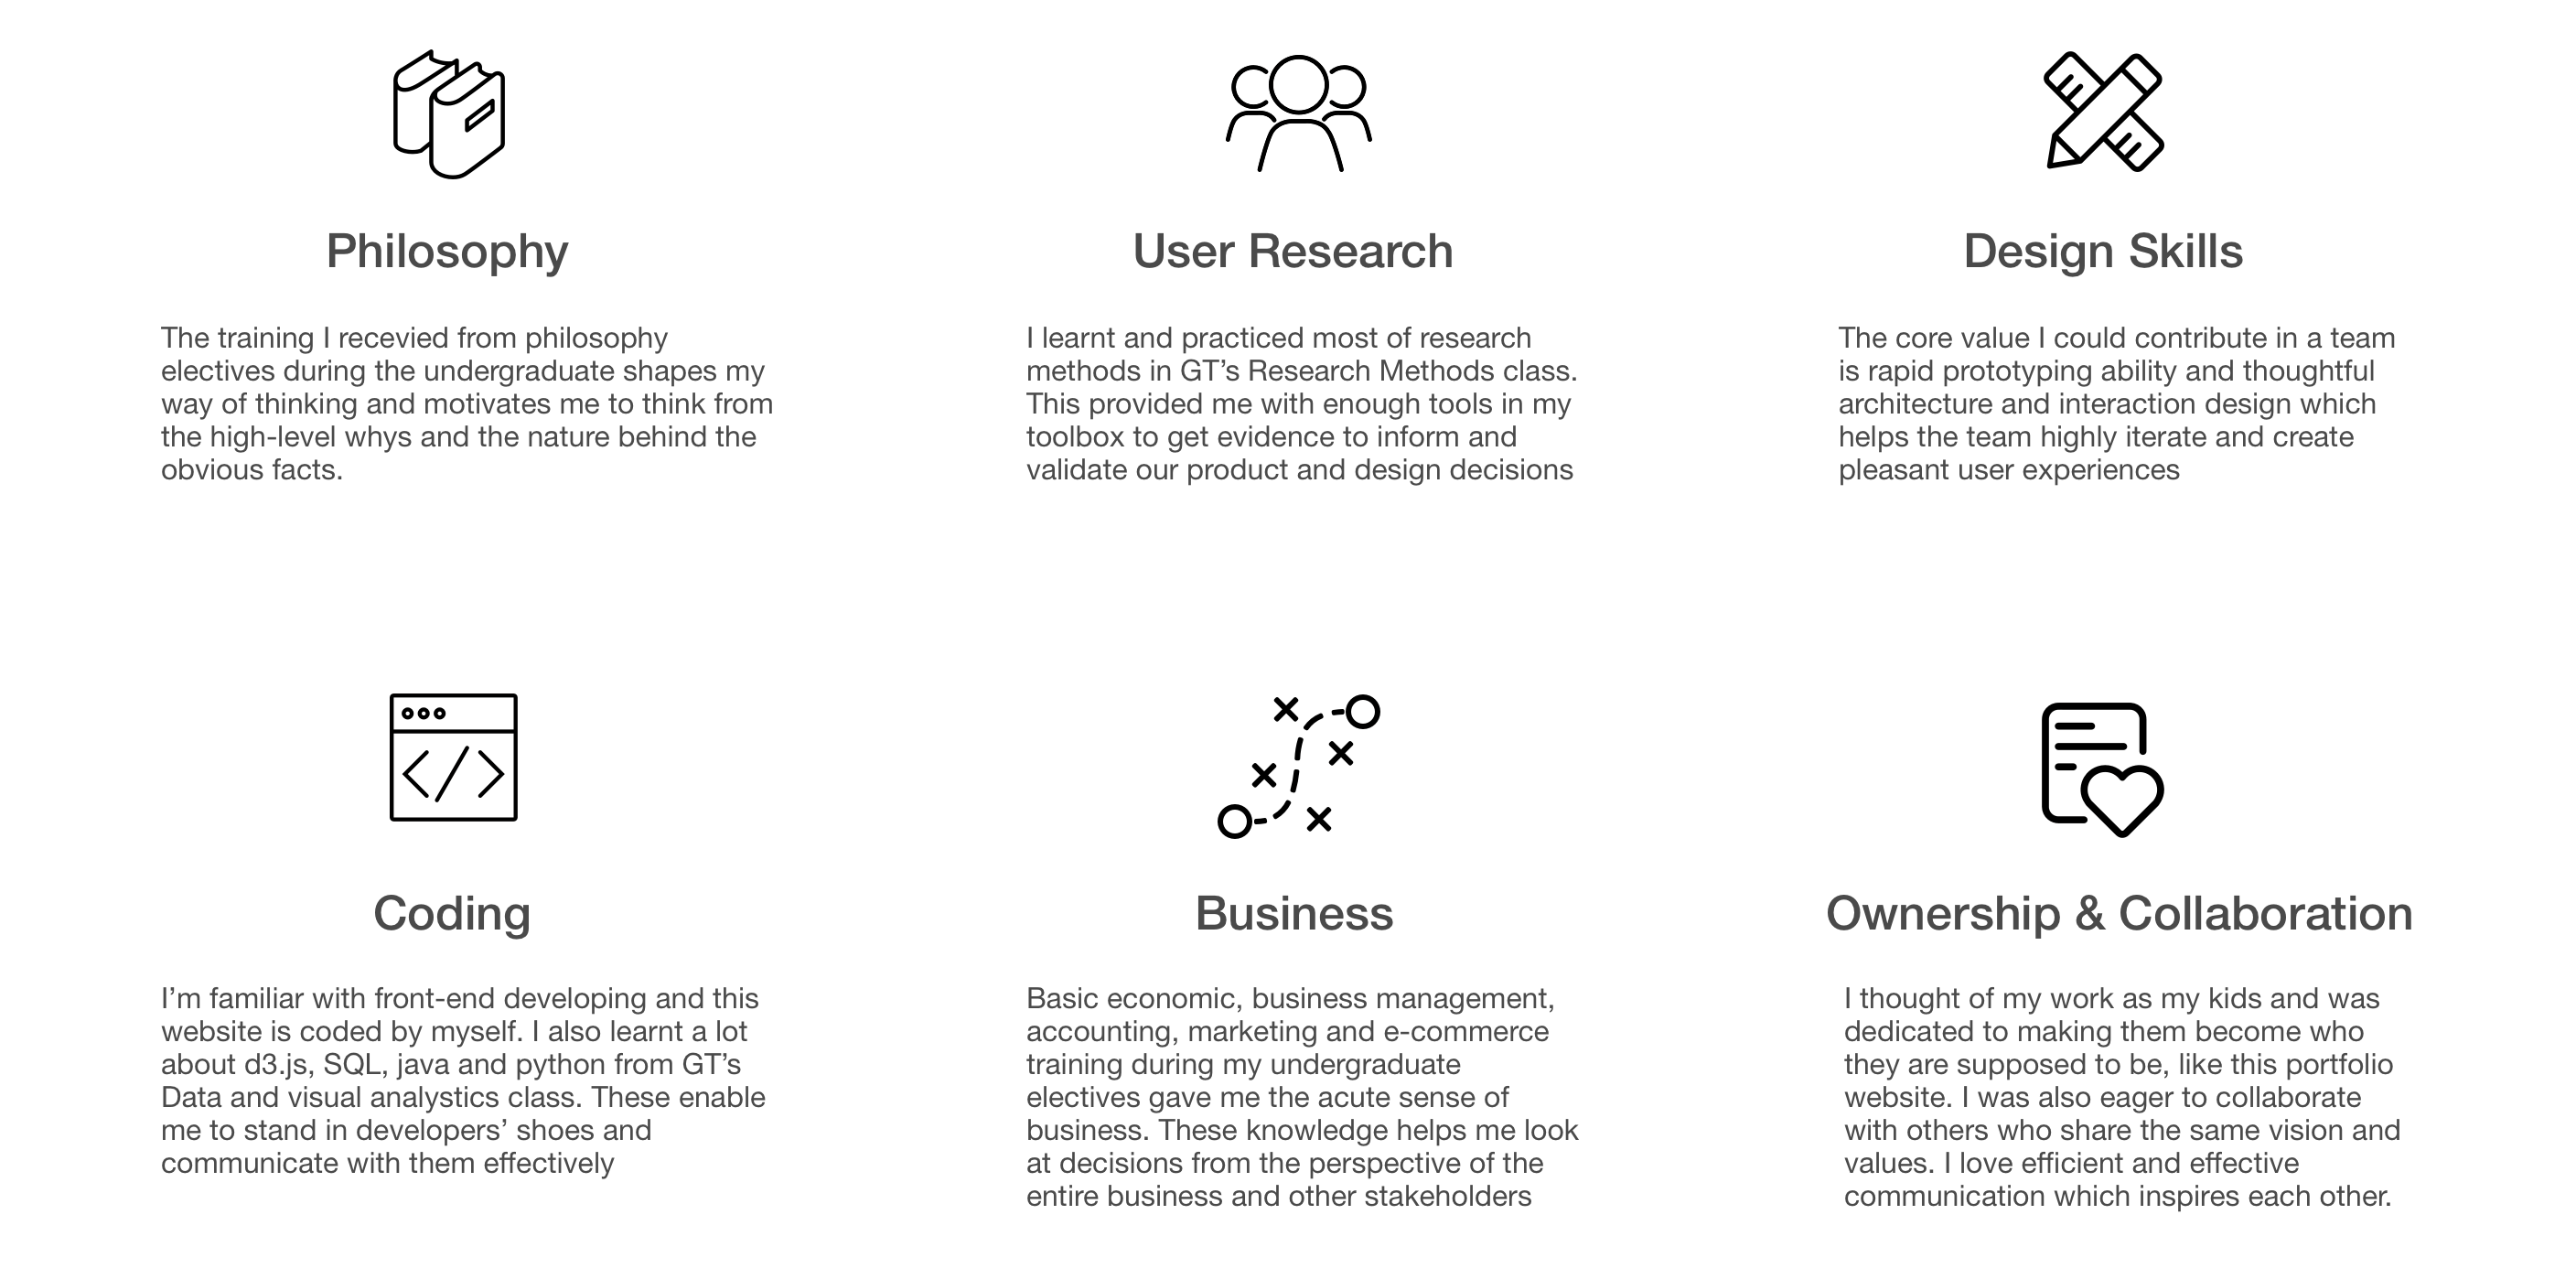 Philosophy
The training I recevied from philosophy
electives during the undergraduate shapes my
way of thinking and motivates me to think from
the high-level whys and the nature behind the
obvious facts.
User Research
I learnt and practiced most of research
methods in GT’s Research Methods class.
This provided me with enough tools in my
toolbox to get evidence to inform and
validate our product and design decisions
Design Skills
The core value I could contribute in a team
is rapid prototyping ability and thoughtful
architecture and interaction design which
helps the team highly iterate and create
pleasant user experiences
Coding
I’m familiar with front-end developing and this
website is coded by myself. I also learnt a lot
about d3.js, SQL, java and python from GT’s
Data and visual analystics class. These enable
me to stand in developers’ shoes and
communicate with them effectively
Business
Basic economic, business management,
accounting, marketing and e-commerce
training during my undergraduate
electives gave me the acute sense of
business. These knowledge helps me look
at decisions from the perspective of the
entire business and other stakeholders
Ownership & Collaboration
I thought of my work as my kids and was
dedicated to making them become who
they are supposed to be, like this portfolio
website. I was also eager to collaborate
with others who share the same vision and
values. I love efficient and effective
communication which inspires each other.